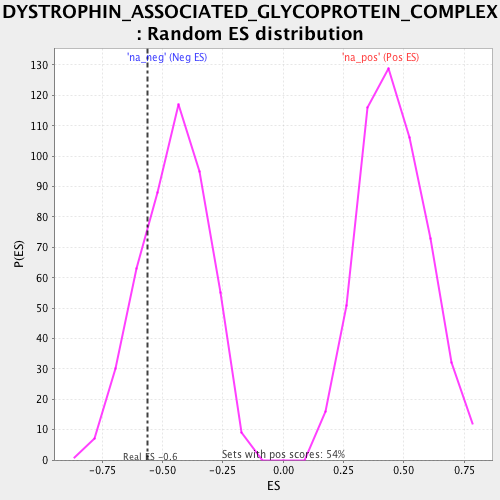 DYSTROPHIN_ASSOCIATED_GLYCOPROTEIN_COMPLEX
: Random ES distribution
'na_neg' (Neg ES)
'na_pos' (Pos ES)
130
120
110
100
90
80
70
60
50
40
30
20
10
0
P(ES)
Real ES -0.6
Sets with pos scores: 54%
-0.75
-0.50
-0.25
0.00
0.25
0.50
0.75
ES